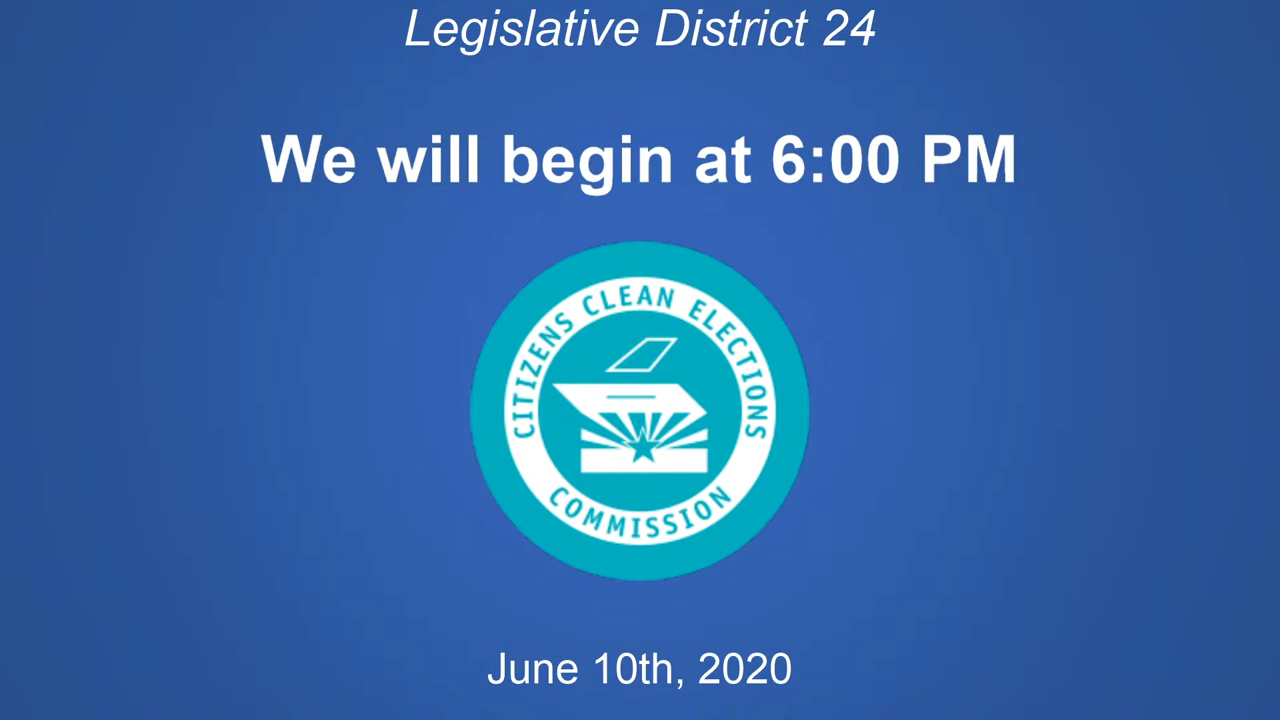 Legislative District 24
We will begin at 6:00 PM
CITIZENS CLEAN ELECTIONS
COMMISSION
June 10th, 2020